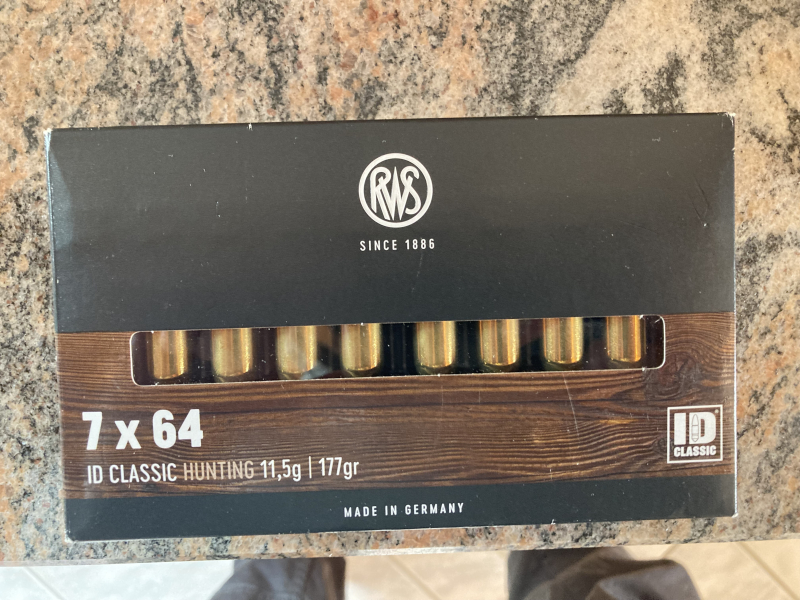 RWS
SINCE 1886
7 x 64
ID CLASSIC HUNTING 11,5g | 177gr
ID
CLASSIC
MADE IN GERMANY